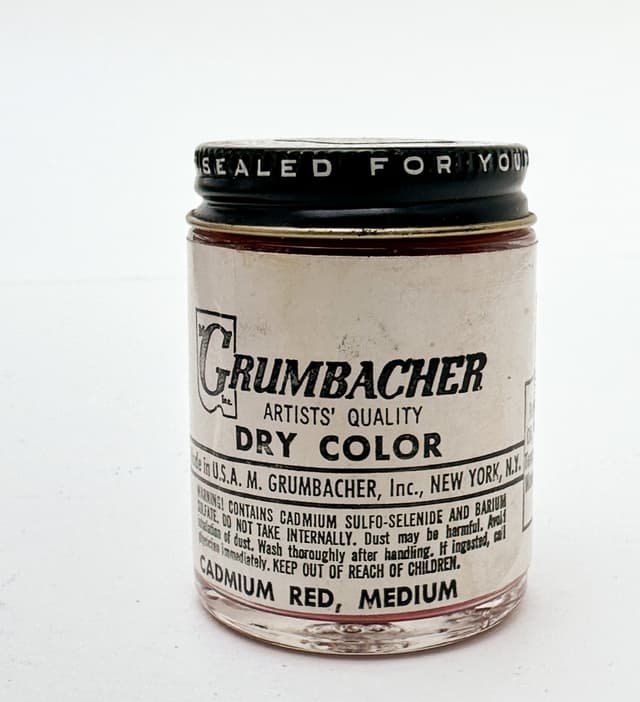 SEALED FOR YOU
GRUMBACHER
Inc.
ARTISTS' QUALITY
DRY COLOR
in U.S.A. M. GRUMBACHER, Inc., NEW YORK, N.Y.
WARNING! CONTAINS CADMIUM SULFO-SELENIDE AND BARIUM
SULFATE. DO NOT TAKE INTERNALLY. Dust may be harmful. Avoid
of dust. Wash thoroughly after handling. If ingested, call
immediately. KEEP OUT OF REACH OF CHILDREN.
CADMIUM RED, MEDIUM